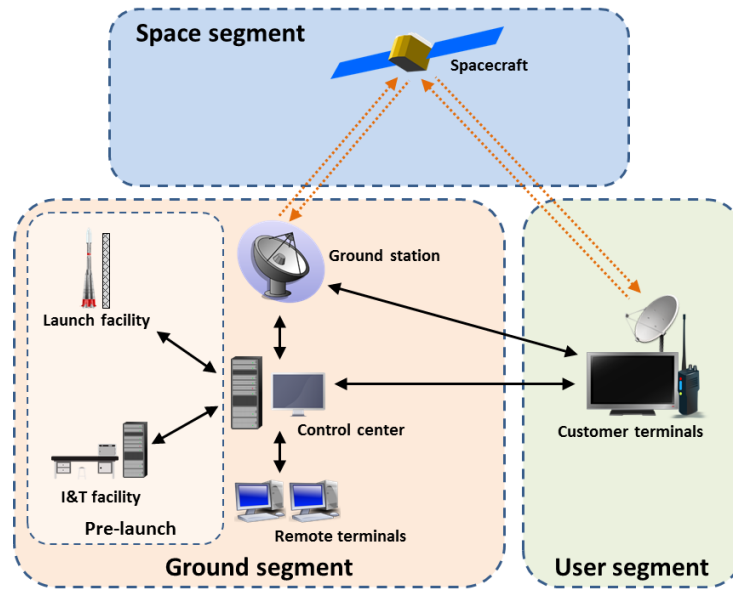 Space segment
Spacecraft
Ground station
Launch facility
Control center
Customer terminals
I&T facility
Pre-launch
Remote terminals
Ground segment
User segment